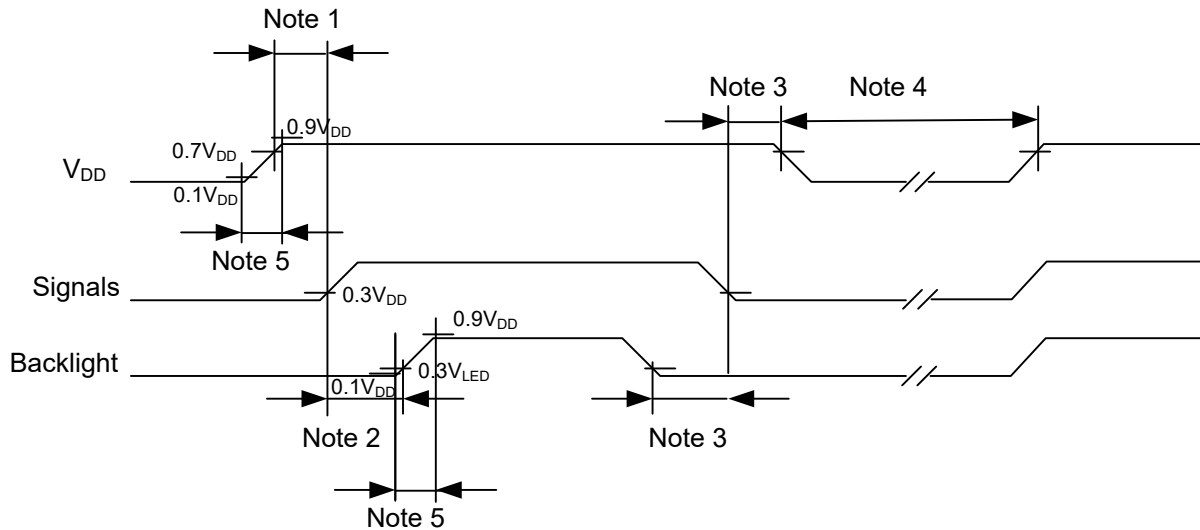 Note 1
Note 3
Note 4
0.9VDD
0.7VDD
VDD
0.1VDD
Note 5
Signals
0.3VDD
0.9VDD
Backlight
0.3VLED
0.1VDD
Note 2
Note 3
Note 5